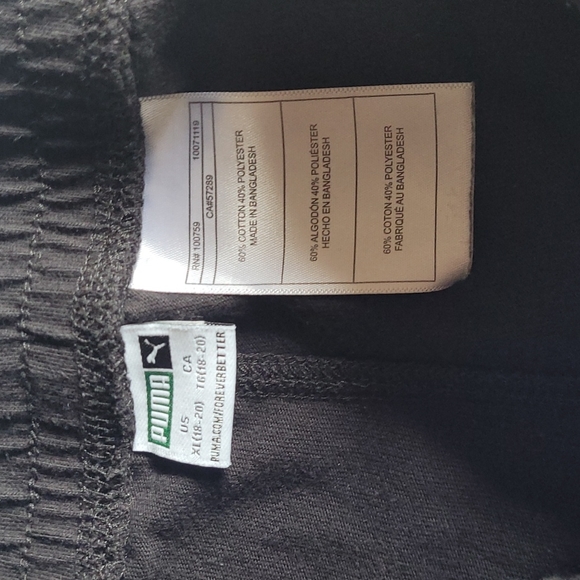 RN# 100759 10071119
CA#57289
60% COTTON 40% POLYESTER
MADE IN BANGLADESH
60% ALGODÓN 40% POLIÉSTER
HECHO EN BANGLADESH
60% COTON 40% POLYESTER
FABRIQUÉ AU BANGLADESH
PUMA
US CA
XL(18-20) TG(18-20)
PUMA.COM/FOREVERBETTER